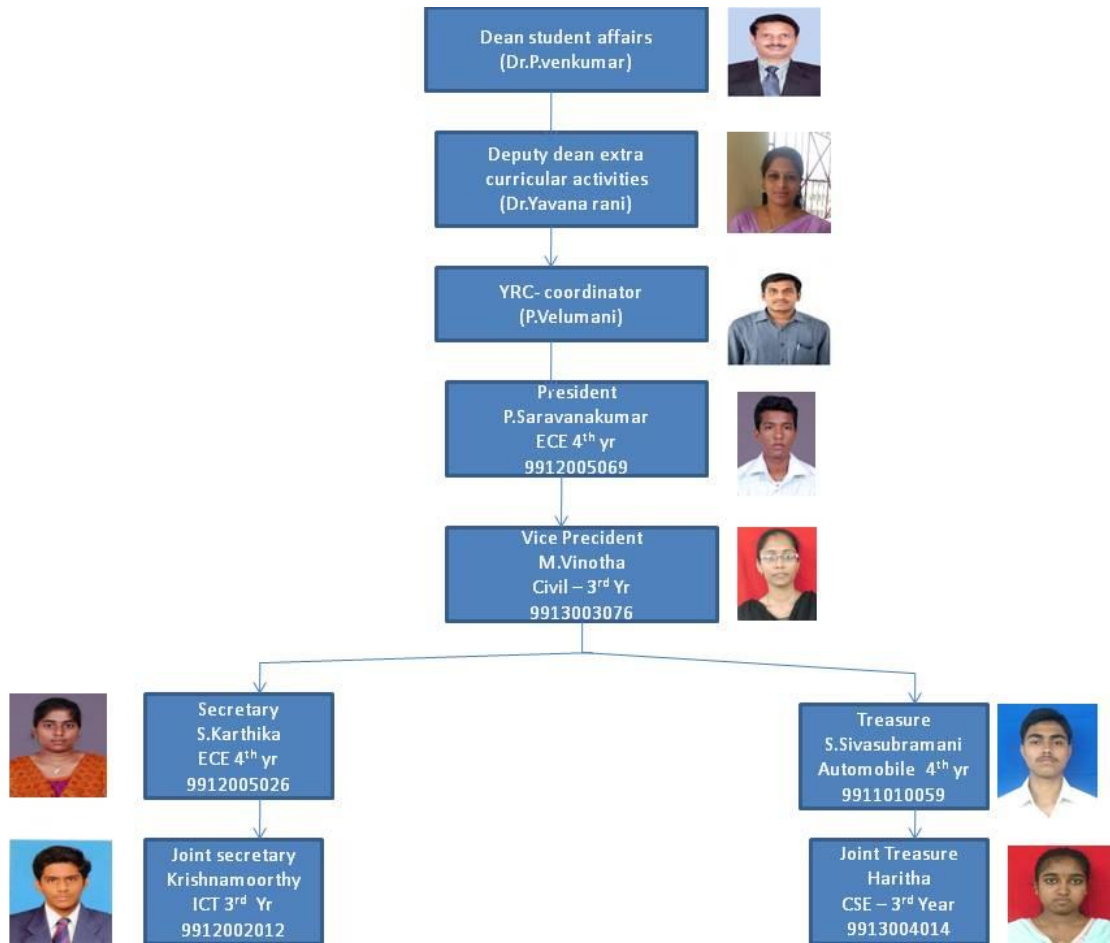 Dean student affairs
(Dr.P.venkumar)
Deputy dean extra
curricular activities
(Dr.Yavana rani)
YRC- coordinator
(P.Velumani)
President
P.Saravanakumar
ECE 4th yr
9912005069
Vice Precident
M.Vinotha
Civil – 3rd Yr
9913003076
Secretary
S.Karthika
ECE 4th yr
9912005026
Treasure
S.Sivasubramani
Automobile 4th yr
9911010059
Joint secretary
Krishnamoorthy
ICT 3rd Yr
9912002012
Joint Treasure
Haritha
CSE – 3rd Year
9913004014